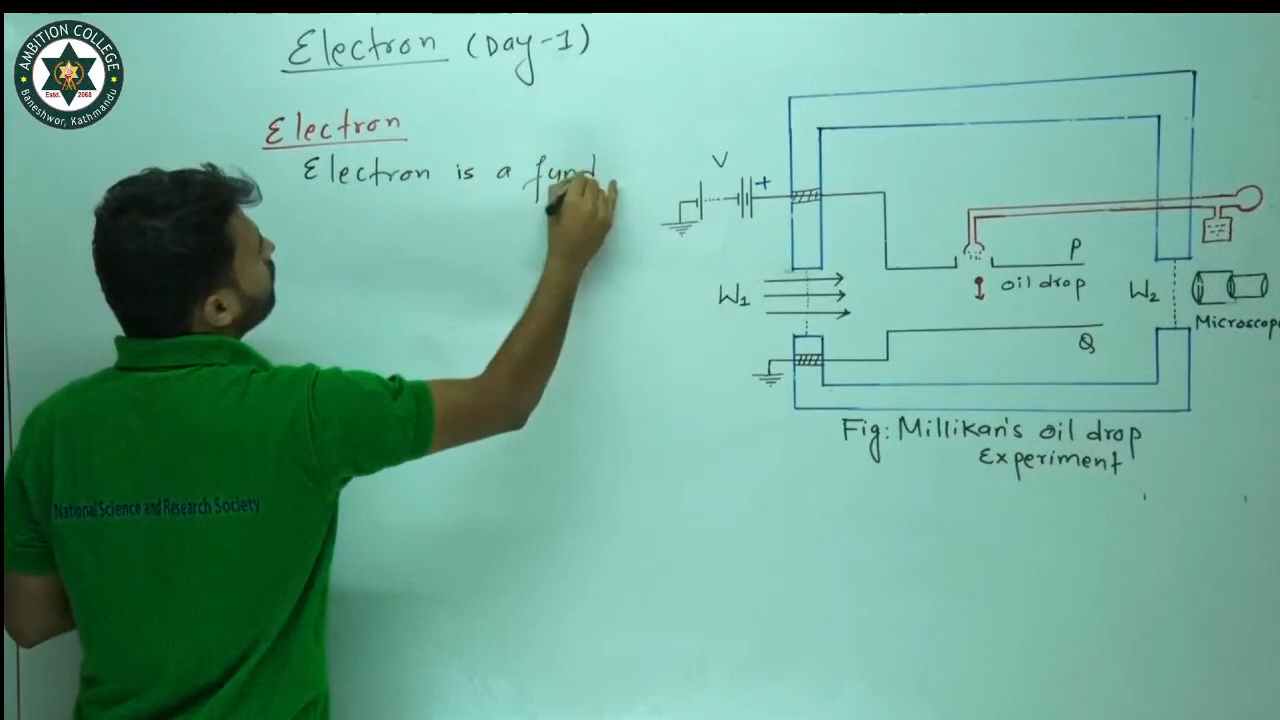 AMBITION COLLEGE
Estd. 2068
Baneshwor, Kathmandu
Electron (Day-1)
Electron
Electron is a fund
National Science and Research Society
V
+
P
oil drop
W1
W2
Microscope
Q
Fig: Millikan's oil drop
Experiment